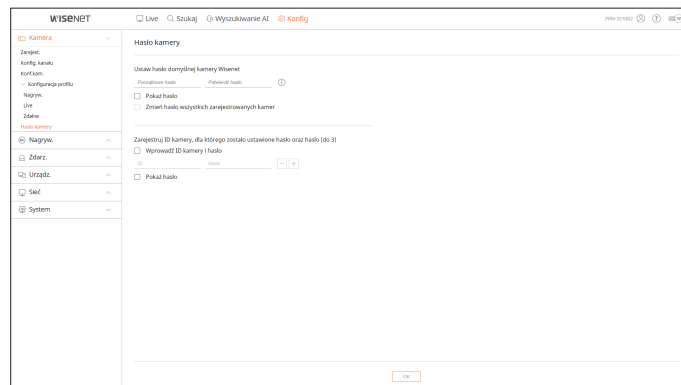 WISENET
Live Szukaj Wyszukiwanie AI Konfig
Kamera
Zarejest.
Konfig. kanału
Konf.kam.
Konfiguracja profilu
Nagryw.
Live
Zdalne
Hasło kamery
Nagryw.
Zdarz.
Urządz.
Sieć
System
Hasło kamery
Ustaw hasło domyślnej kamery Wisenet
Początkowe hasło Potwierdź hasło
Pokaż hasło
Zmień hasło wszystkich zarejestrowanych kamer
Zarejestruj ID kamery, dla którego zostało ustawione hasło oraz hasło (do 3)
Wprowadź ID kamery i hasło
ID Hasło
Pokaż hasło
OK